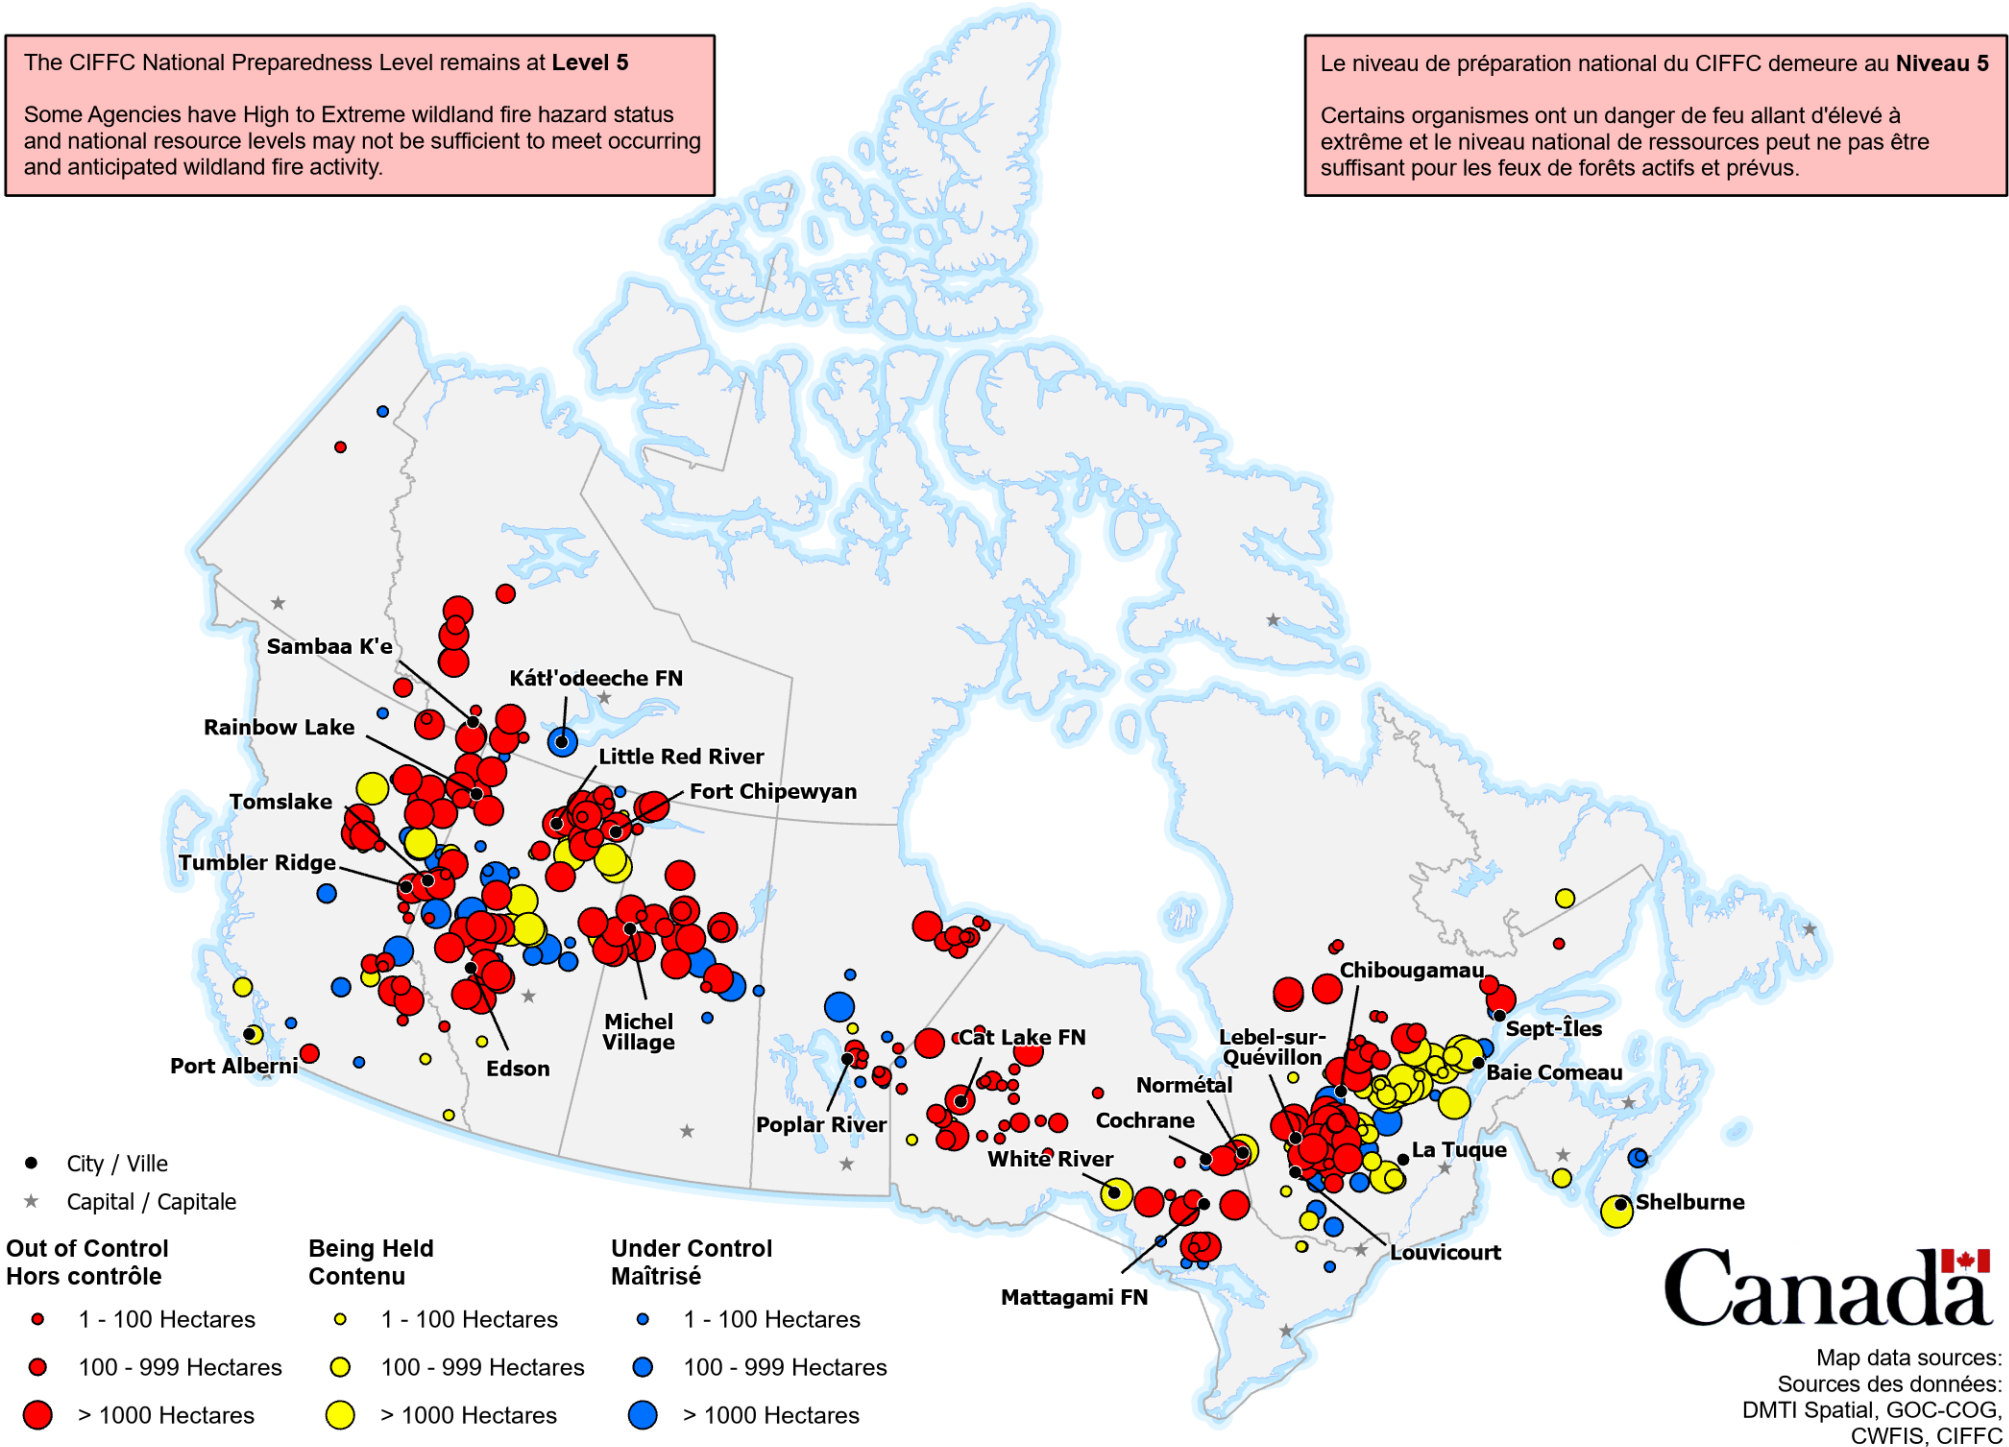 The CIFFC National Preparedness Level remains at Level 5
Some Agencies have High to Extreme wildland fire hazard status
and national resource levels may not be sufficient to meet occurring
and anticipated wildland fire activity.
Le niveau de préparation national du CIFFC demeure au Niveau 5
Certains organismes ont un danger de feu allant d'élevé à
extrême et le niveau national de ressources peut ne pas être
suffisant pour les feux de forêts actifs et prévus.
Sambaa K'e
Kátł'odeeche FN
Rainbow Lake
Little Red River
Fort Chipewyan
Tomslake
Tumbler Ridge
Michel
Village
Port Alberni
Edson
Poplar River
Cat Lake FN
White River
Cochrane
Normétal
Lebel-sur-
Quévillon
Chibougamau
Sept-Îles
Baie Comeau
La Tuque
Shelburne
Louvicourt
Mattagami FN
City / Ville
Capital / Capitale
Out of Control
Hors contrôle
1 - 100 Hectares
100 - 999 Hectares
> 1000 Hectares
Being Held
Contenu
1 - 100 Hectares
100 - 999 Hectares
> 1000 Hectares
Under Control
Maîtrisé
1 - 100 Hectares
100 - 999 Hectares
> 1000 Hectares
Canada
Map data sources:
Sources des données:
DMTI Spatial, GOC-COG,
CWFIS, CIFFC